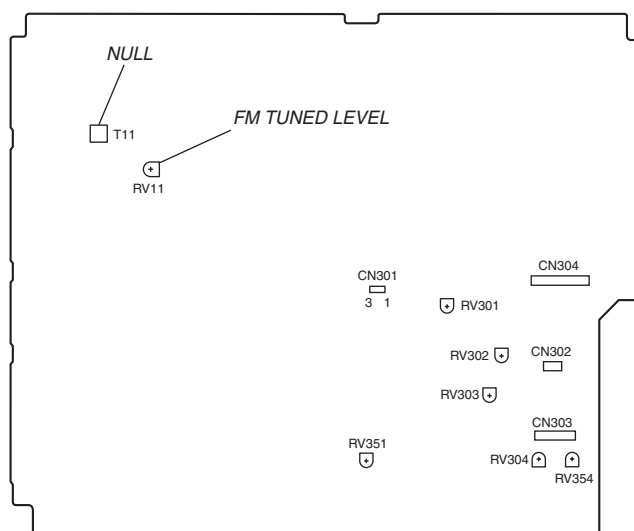 NULL
T11
FM TUNED LEVEL
RV11
CN304
CN301
3 1
RV301
RV302
CN302
RV303
CN303
RV351
RV304
RV354